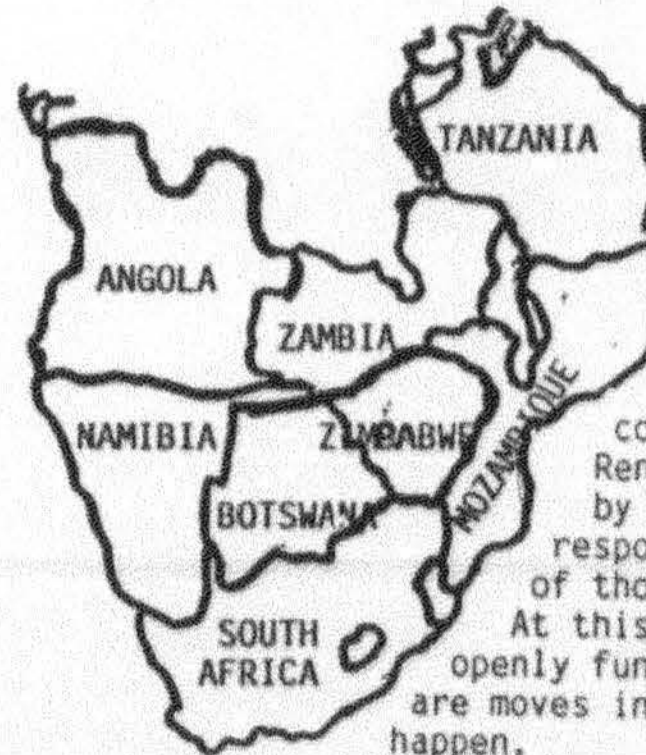 TANZANIA
ANGOLA
ZAMBIA
MOZAMBIQUE
NAMIBIA
ZIMBABWE
BOTSWANA
SOUTH
AFRICA
co
Ren
by
respo
of tho
At this
openly fun
are moves in
happen.